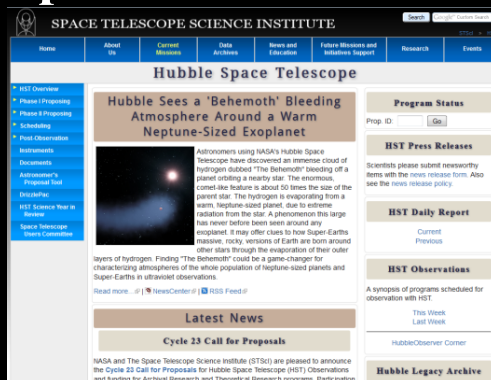 SPACE TELESCOPE SCIENCE INSTITUTE
Search
Custom Search
Home
About Us
Current Missions
Data Archives
News and Education
Future Missions and Initiatives Support
Research
Events
Hubble Space Telescope
HST Overview
Phase I Proposing
Phase II Proposing
Scheduling
Post-Observation
Instruments
Documents
Astronomer's
Proposal Tool
DrizzlePac
HST Science Year in
Review
Space Telescope
Users Committee
Hubble Sees a 'Behemoth' Bleeding
Atmosphere Around a Warm
Neptune-Sized Exoplanet
Astronomers using NASA's Hubble Space
Telescope have discovered an immense cloud of
hydrogen dubbed "The Behemoth" bleeding off a
planet orbiting a nearby star. The enormous,
comet-like feature is about 50 times the size of the
parent star. The hydrogen is evaporating from a
warm, Neptune-sized planet, due to extreme
radiation from the star. A phenomenon this large
has never before been seen around any
exoplanet. It may offer clues to how Super-Earths
massive, rocky, versions of Earth are born around
other stars through the evaporation of their outer
layers of hydrogen. Finding "The Behemoth" could be a game-changer for
characterizing atmospheres of the whole population of Neptune-sized planets and
Super-Earths in ultraviolet observations.
Read more... | NewsCenter | RSS Feed
Latest News
Cycle 23 Call for Proposals
NASA and The Space Telescope Science Institute (STScI) are pleased to announce
the Cycle 23 Call for Proposals for Hubble Space Telescope (HST) Observations
and funding for Archival Research and Theoretical Research programs. Participation
Program Status
Prop. ID: Go
HST Press Releases
Scientists please submit newsworthy
items with the news release form. Also
see the news release policy.
HST Daily Report
Current
Previous
HST Observations
A synopsis of programs scheduled for
observation with HST.
This Week
Last Week
HubbleObserver Corner
Hubble Legacy Archive